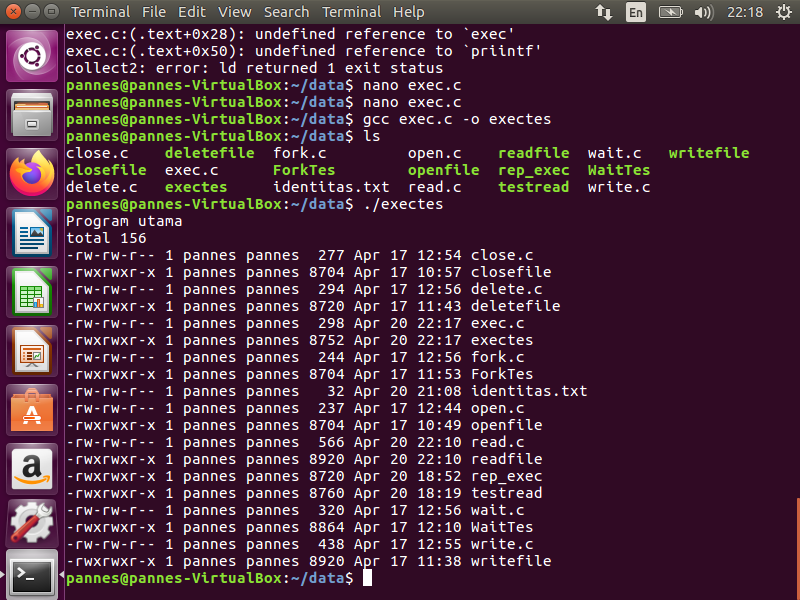 Terminal File Edit View Search Terminal Help En 22:18
exec.c:(.text+0x28): undefined reference to `exec'
exec.c:(.text+0x50): undefined reference to `priintf'
collect2: error: ld returned 1 exit status
pannes@pannes-VirtualBox:~/data$ nano exec.c
pannes@pannes-VirtualBox:~/data$ nano exec.c
pannes@pannes-VirtualBox:~/data$ gcc exec.c -o exectes
pannes@pannes-VirtualBox:~/data$ ls
close.c deletefile fork.c open.c readfile wait.c writefile
closefile exec.c ForkTes openfile rep_exec WaitTes
delete.c exectes identitas.txt read.c testread write.c
pannes@pannes-VirtualBox:~/data$ ./exectes
Program utama
total 156
-rw-rw-r-- 1 pannes pannes 277 Apr 17 12:54 close.c
-rwxrwxr-x 1 pannes pannes 8704 Apr 17 10:57 closefile
-rw-rw-r-- 1 pannes pannes 294 Apr 17 12:56 delete.c
-rwxrwxr-x 1 pannes pannes 8720 Apr 17 11:43 deletefile
-rw-rw-r-- 1 pannes pannes 298 Apr 20 22:17 exec.c
-rwxrwxr-x 1 pannes pannes 8752 Apr 20 22:17 exectes
-rw-rw-r-- 1 pannes pannes 244 Apr 17 12:56 fork.c
-rwxrwxr-x 1 pannes pannes 8704 Apr 17 11:53 ForkTes
-rw-rw-r-- 1 pannes pannes 32 Apr 20 21:08 identitas.txt
-rw-rw-r-- 1 pannes pannes 237 Apr 17 12:44 open.c
-rwxrwxr-x 1 pannes pannes 8704 Apr 17 10:49 openfile
-rw-rw-r-- 1 pannes pannes 566 Apr 20 22:10 read.c
-rwxrwxr-x 1 pannes pannes 8920 Apr 20 22:10 readfile
-rwxrwxr-x 1 pannes pannes 8720 Apr 20 18:52 rep_exec
-rwxrwxr-x 1 pannes pannes 8760 Apr 20 18:19 testread
-rw-rw-r-- 1 pannes pannes 320 Apr 17 12:56 wait.c
-rwxrwxr-x 1 pannes pannes 8864 Apr 17 12:10 WaitTes
-rw-rw-r-- 1 pannes pannes 438 Apr 17 12:55 write.c
-rwxrwxr-x 1 pannes pannes 8920 Apr 17 11:38 writefile
pannes@pannes-VirtualBox:~/data$